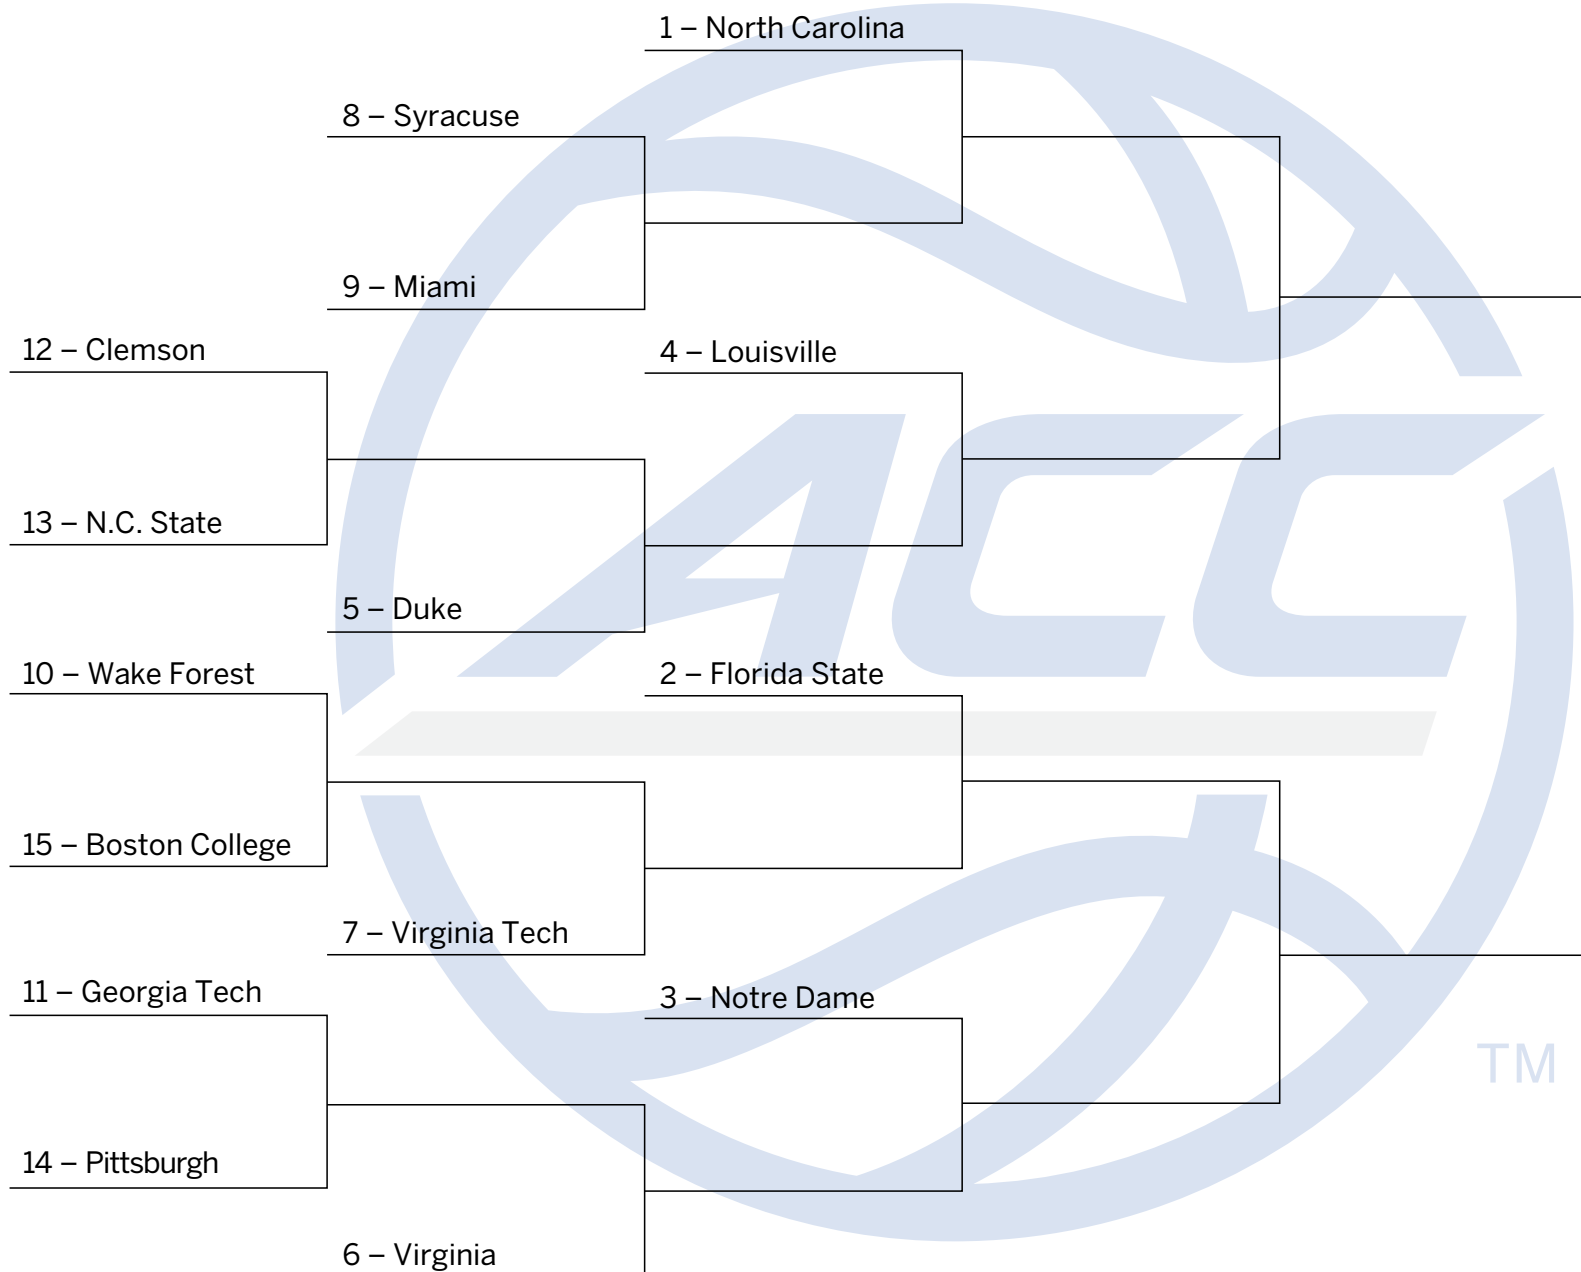 1 – North Carolina
8 – Syracuse
9 – Miami
12 – Clemson
4 – Louisville
13 – N.C. State
5 – Duke
10 – Wake Forest
2 – Florida State
15 – Boston College
7 – Virginia Tech
11 – Georgia Tech
3 – Notre Dame
14 – Pittsburgh
6 – Virginia
ACC
TM